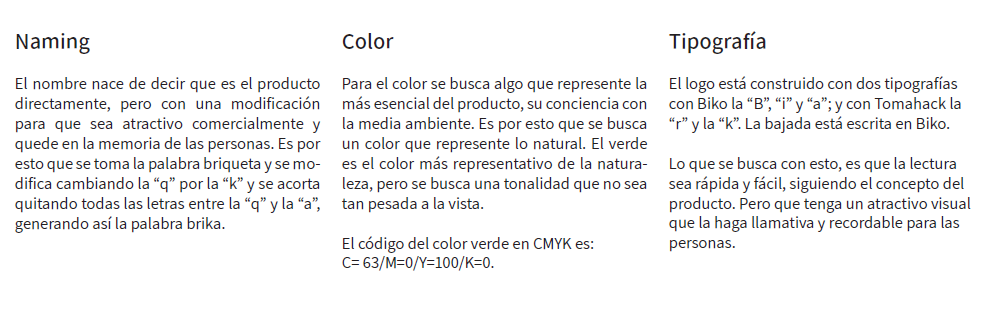 Naming
El nombre nace de decir que es el producto
directamente, pero con una modificación
para que sea atractivo comercialmente y
quede en la memoria de las personas. Es por
esto que se toma la palabra briqueta y se mo-
difica cambiando la “q” por la “k” y se acorta
quitando todas las letras entre la “q” y la “a”,
generando así la palabra brika.
Color
Para el color se busca algo que represente la
más esencial del producto, su conciencia con
la media ambiente. Es por esto que se busca
un color que represente lo natural. El verde
es el color más representativo de la natura-
leza, pero se busca una tonalidad que no sea
tan pesada a la vista.
El código del color verde en CMYK es:
C= 63/M=0/Y=100/K=0.
Tipografía
El logo está construido con dos tipografías
con Biko la “B”, “i” y “a”; y con Tomahack la
“r” y la “k”. La bajada está escrita en Biko.
Lo que se busca con esto, es que la lectura
sea rápida y fácil, siguiendo el concepto del
producto. Pero que tenga un atractivo visual
que la haga llamativa y recordable para las
personas.